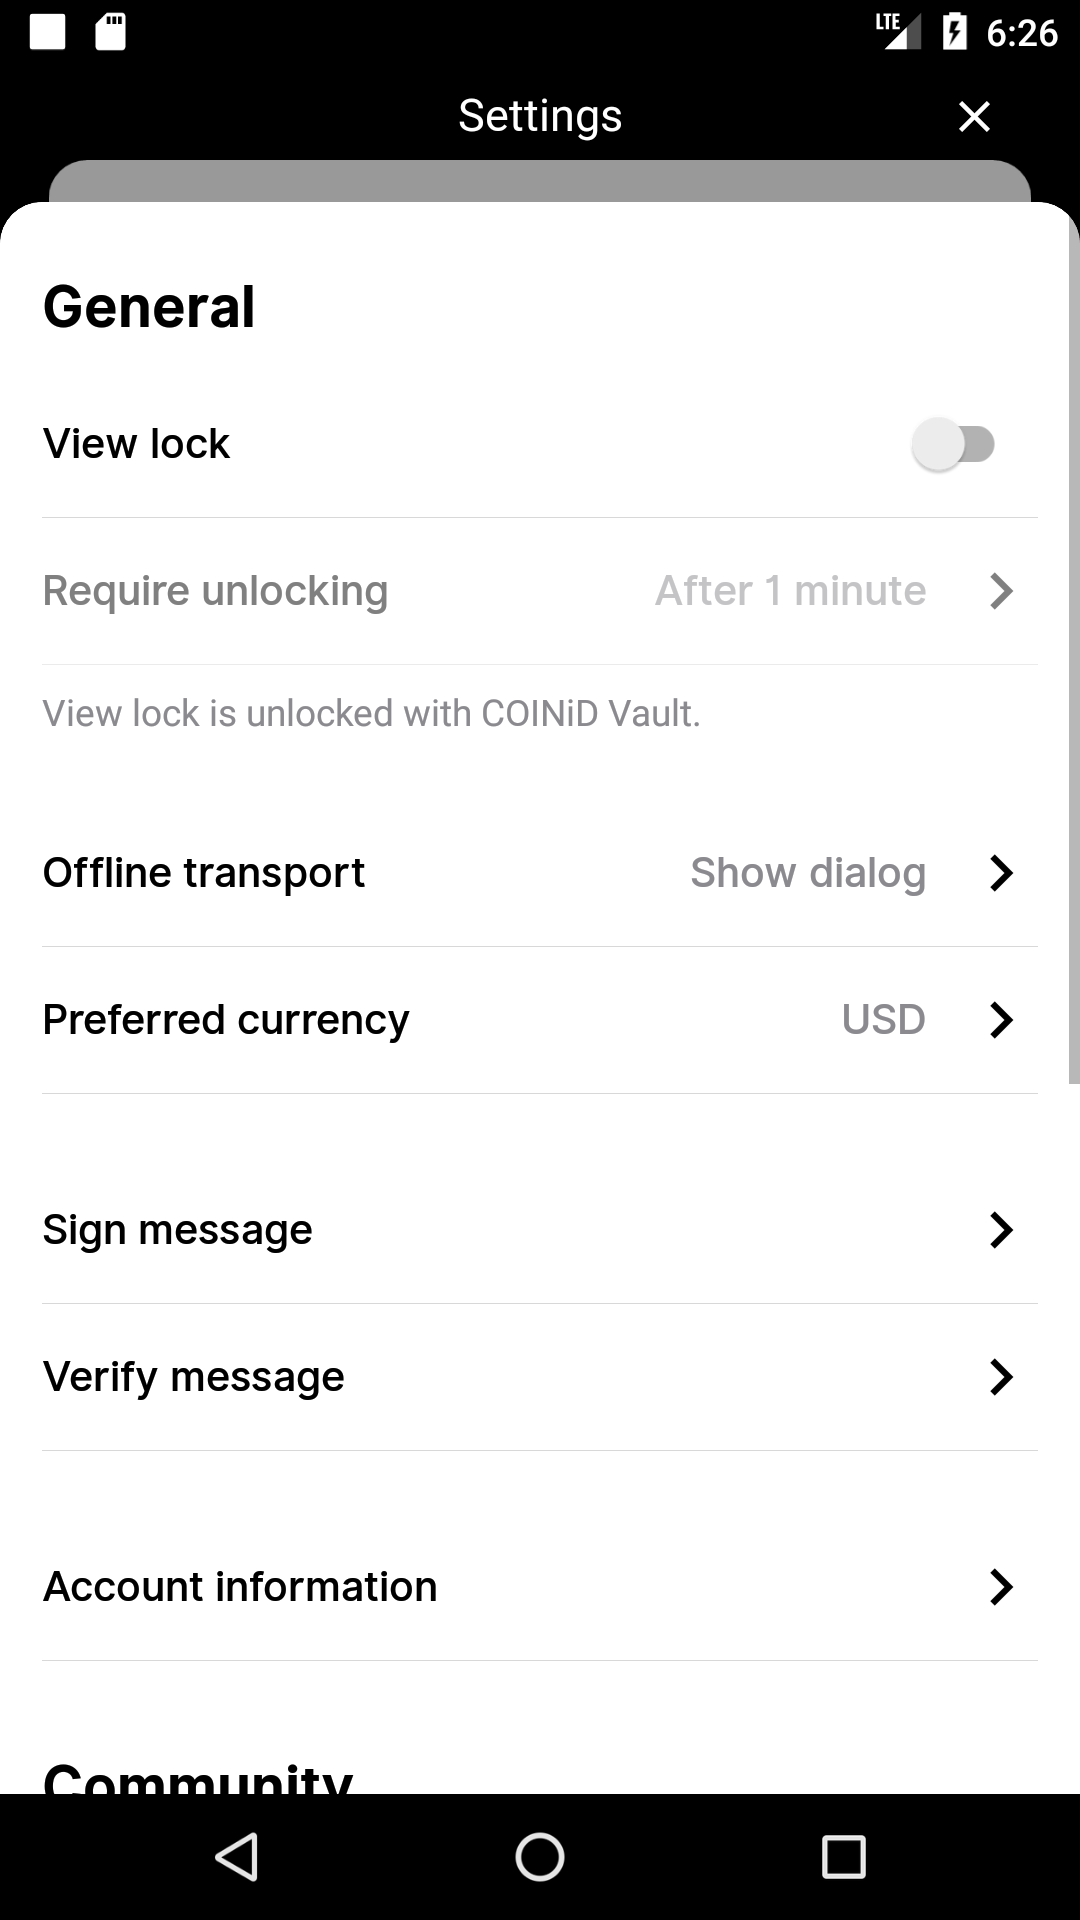 LTE 6:26
Settings
General
View lock
Require unlocking After 1 minute
View lock is unlocked with COINiD Vault.
Offline transport Show dialog
Preferred currency USD
Sign message
Verify message
Account information
Community